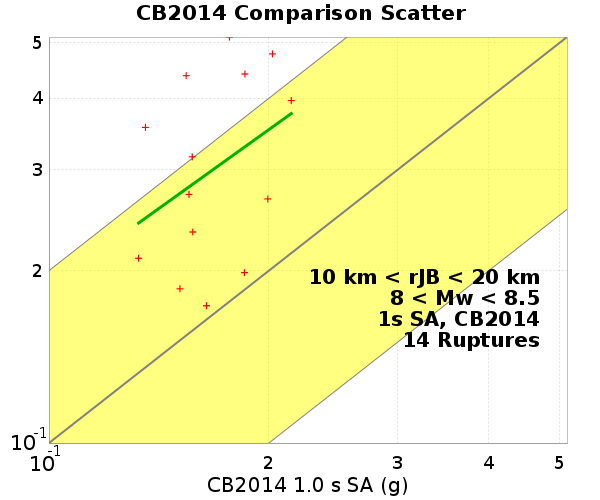 CB2014 Comparison Scatter
5
4
3
2
10⁻¹
10 km < rJB < 20 km
8 < Mw < 8.5
1s SA, CB2014
14 Ruptures
10⁻¹ 2 3 4 5
CB2014 1.0 s SA (g)